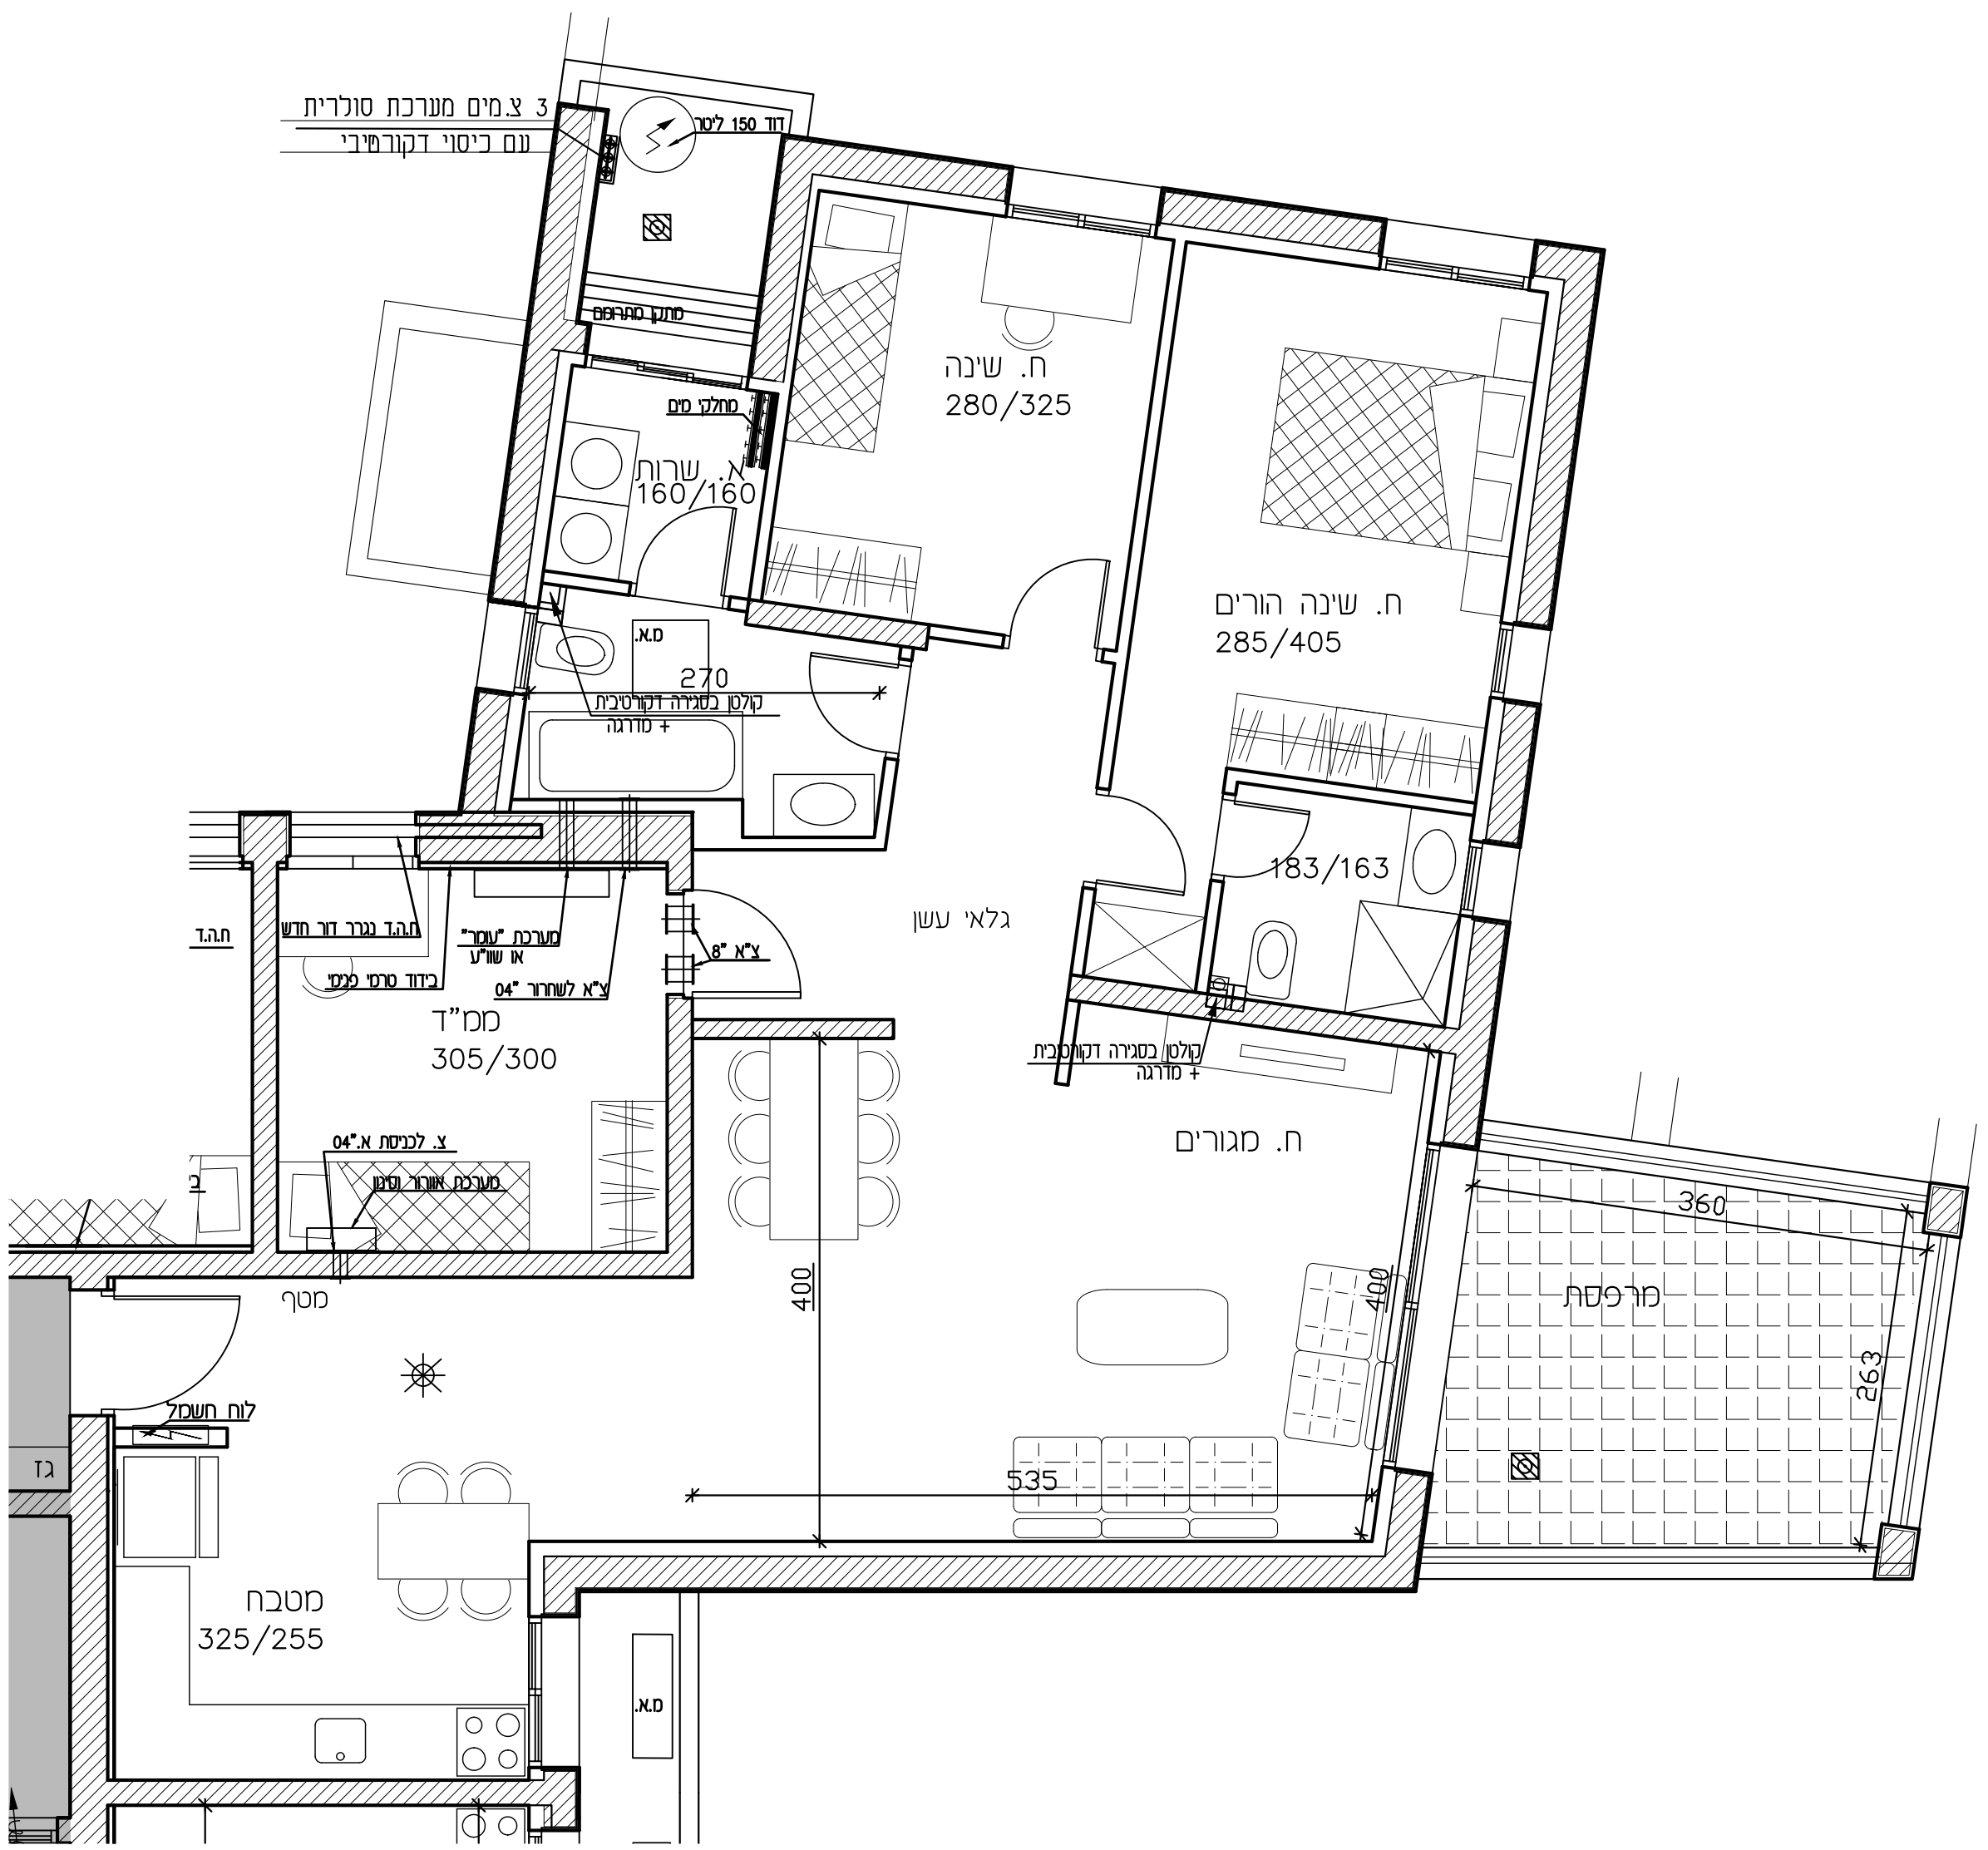 3 צ.מים מערכת סולרית
עם כיסוי דקורטיבי
דוד 150 ליטר
מתקן מתרומם
מחלקי מים
ח. שינה
280/325
א. שרות
160/160
ח. שינה הורים
285/405
מ.א.
270
קולטן בסגירה דקורטיבית
+ מדרגה
183/163
גלאי עשן
ח.ה.ד
ח.ה.ד נגרר דור חדש
מערכת "עומר"
או שוו"ע
צ"א 8"
בידוד טרמי פנימי
צ"א לשחרור 04"
ממ"ד
305/300
קולטן בסגירה דקורטיבית
+ מדרגה
צ. לכניסת א.04"
מערכת אוורור וסינון
ח. מגורים
360
מרפסת
400
400
263
מטף
לוח חשמל
גז
535
מטבח
325/255
מ.א.